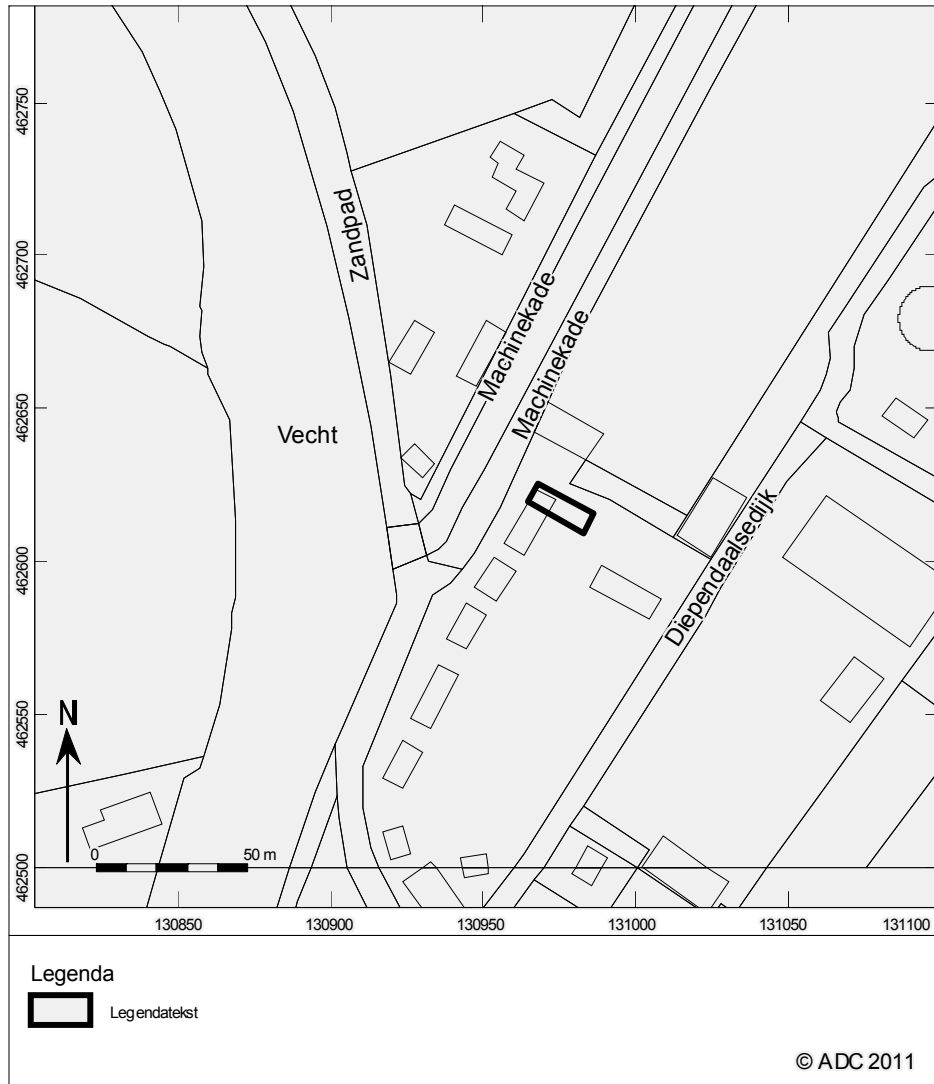 462750
462700
462650
462600
462550
462500
Zandpad
Machinekade
Machinekade
Vecht
Diependaalsedijk
N
0 50 m
130850 130900 130950 131000 131050 131100
Legenda
Legendatekst
© ADC 2011